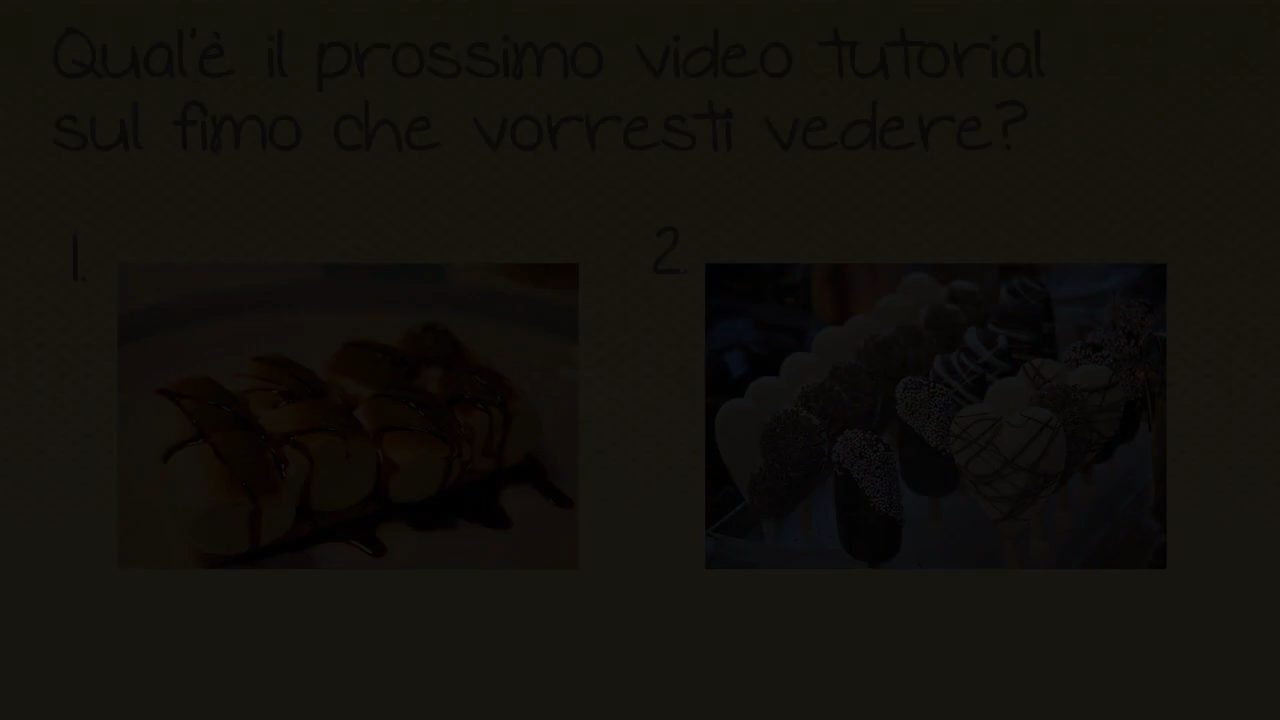 Qual'è il prossimo video tutorial
sul fimo che vorresti vedere?
1.
2.